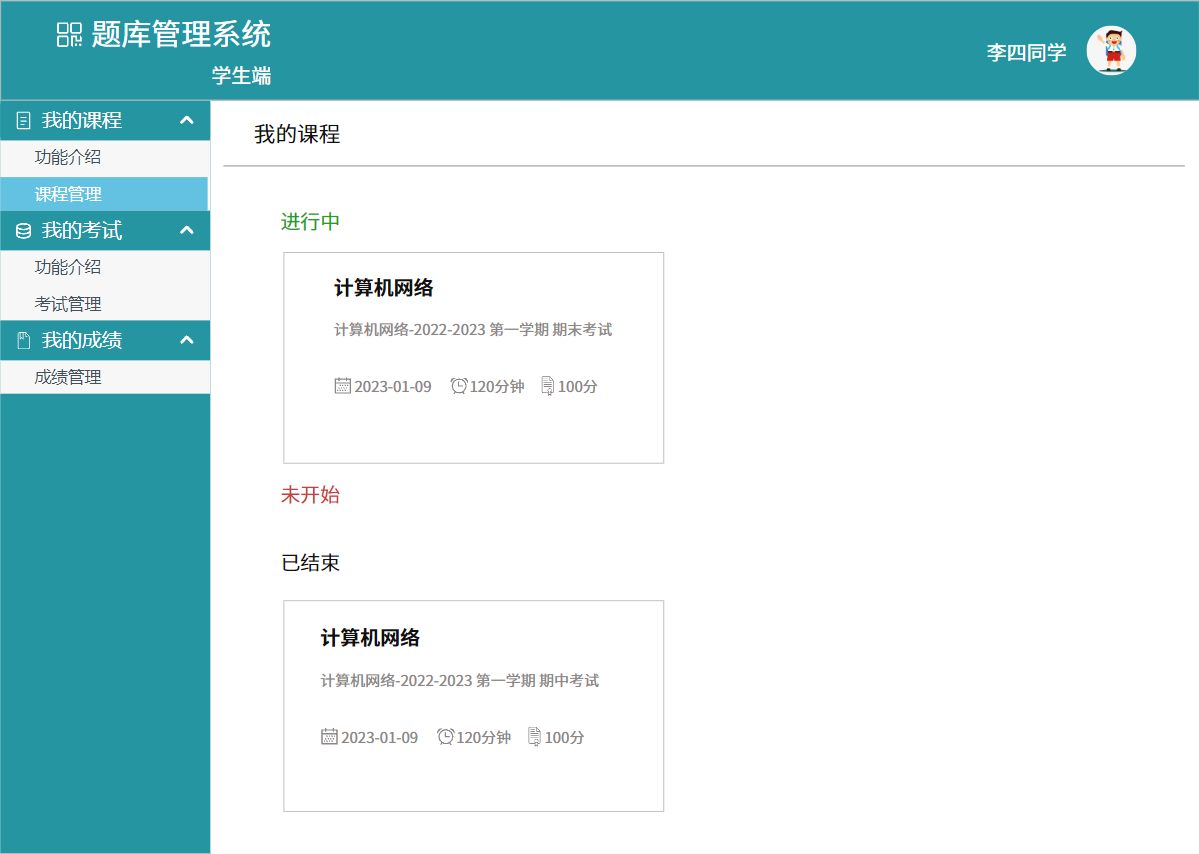 题库管理系统
学生端
李四同学
我的课程
功能介绍
课程管理
我的考试
功能介绍
考试管理
我的成绩
成绩管理
我的课程
进行中
计算机网络
计算机网络-2022-2023 第一学期 期末考试
2023-01-09 120分钟 100分
未开始
已结束
计算机网络
计算机网络-2022-2023 第一学期 期中考试
2023-01-09 120分钟 100分